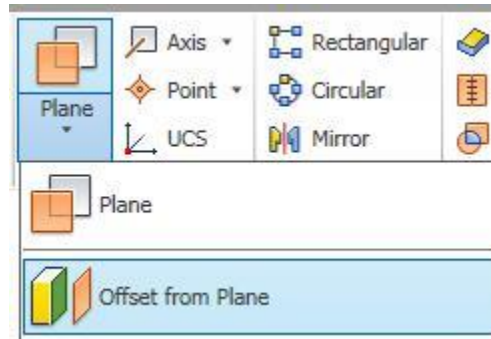 Plane
Axis
Point
UCS
Rectangular
Circular
Mirror
Plane
Offset from Plane